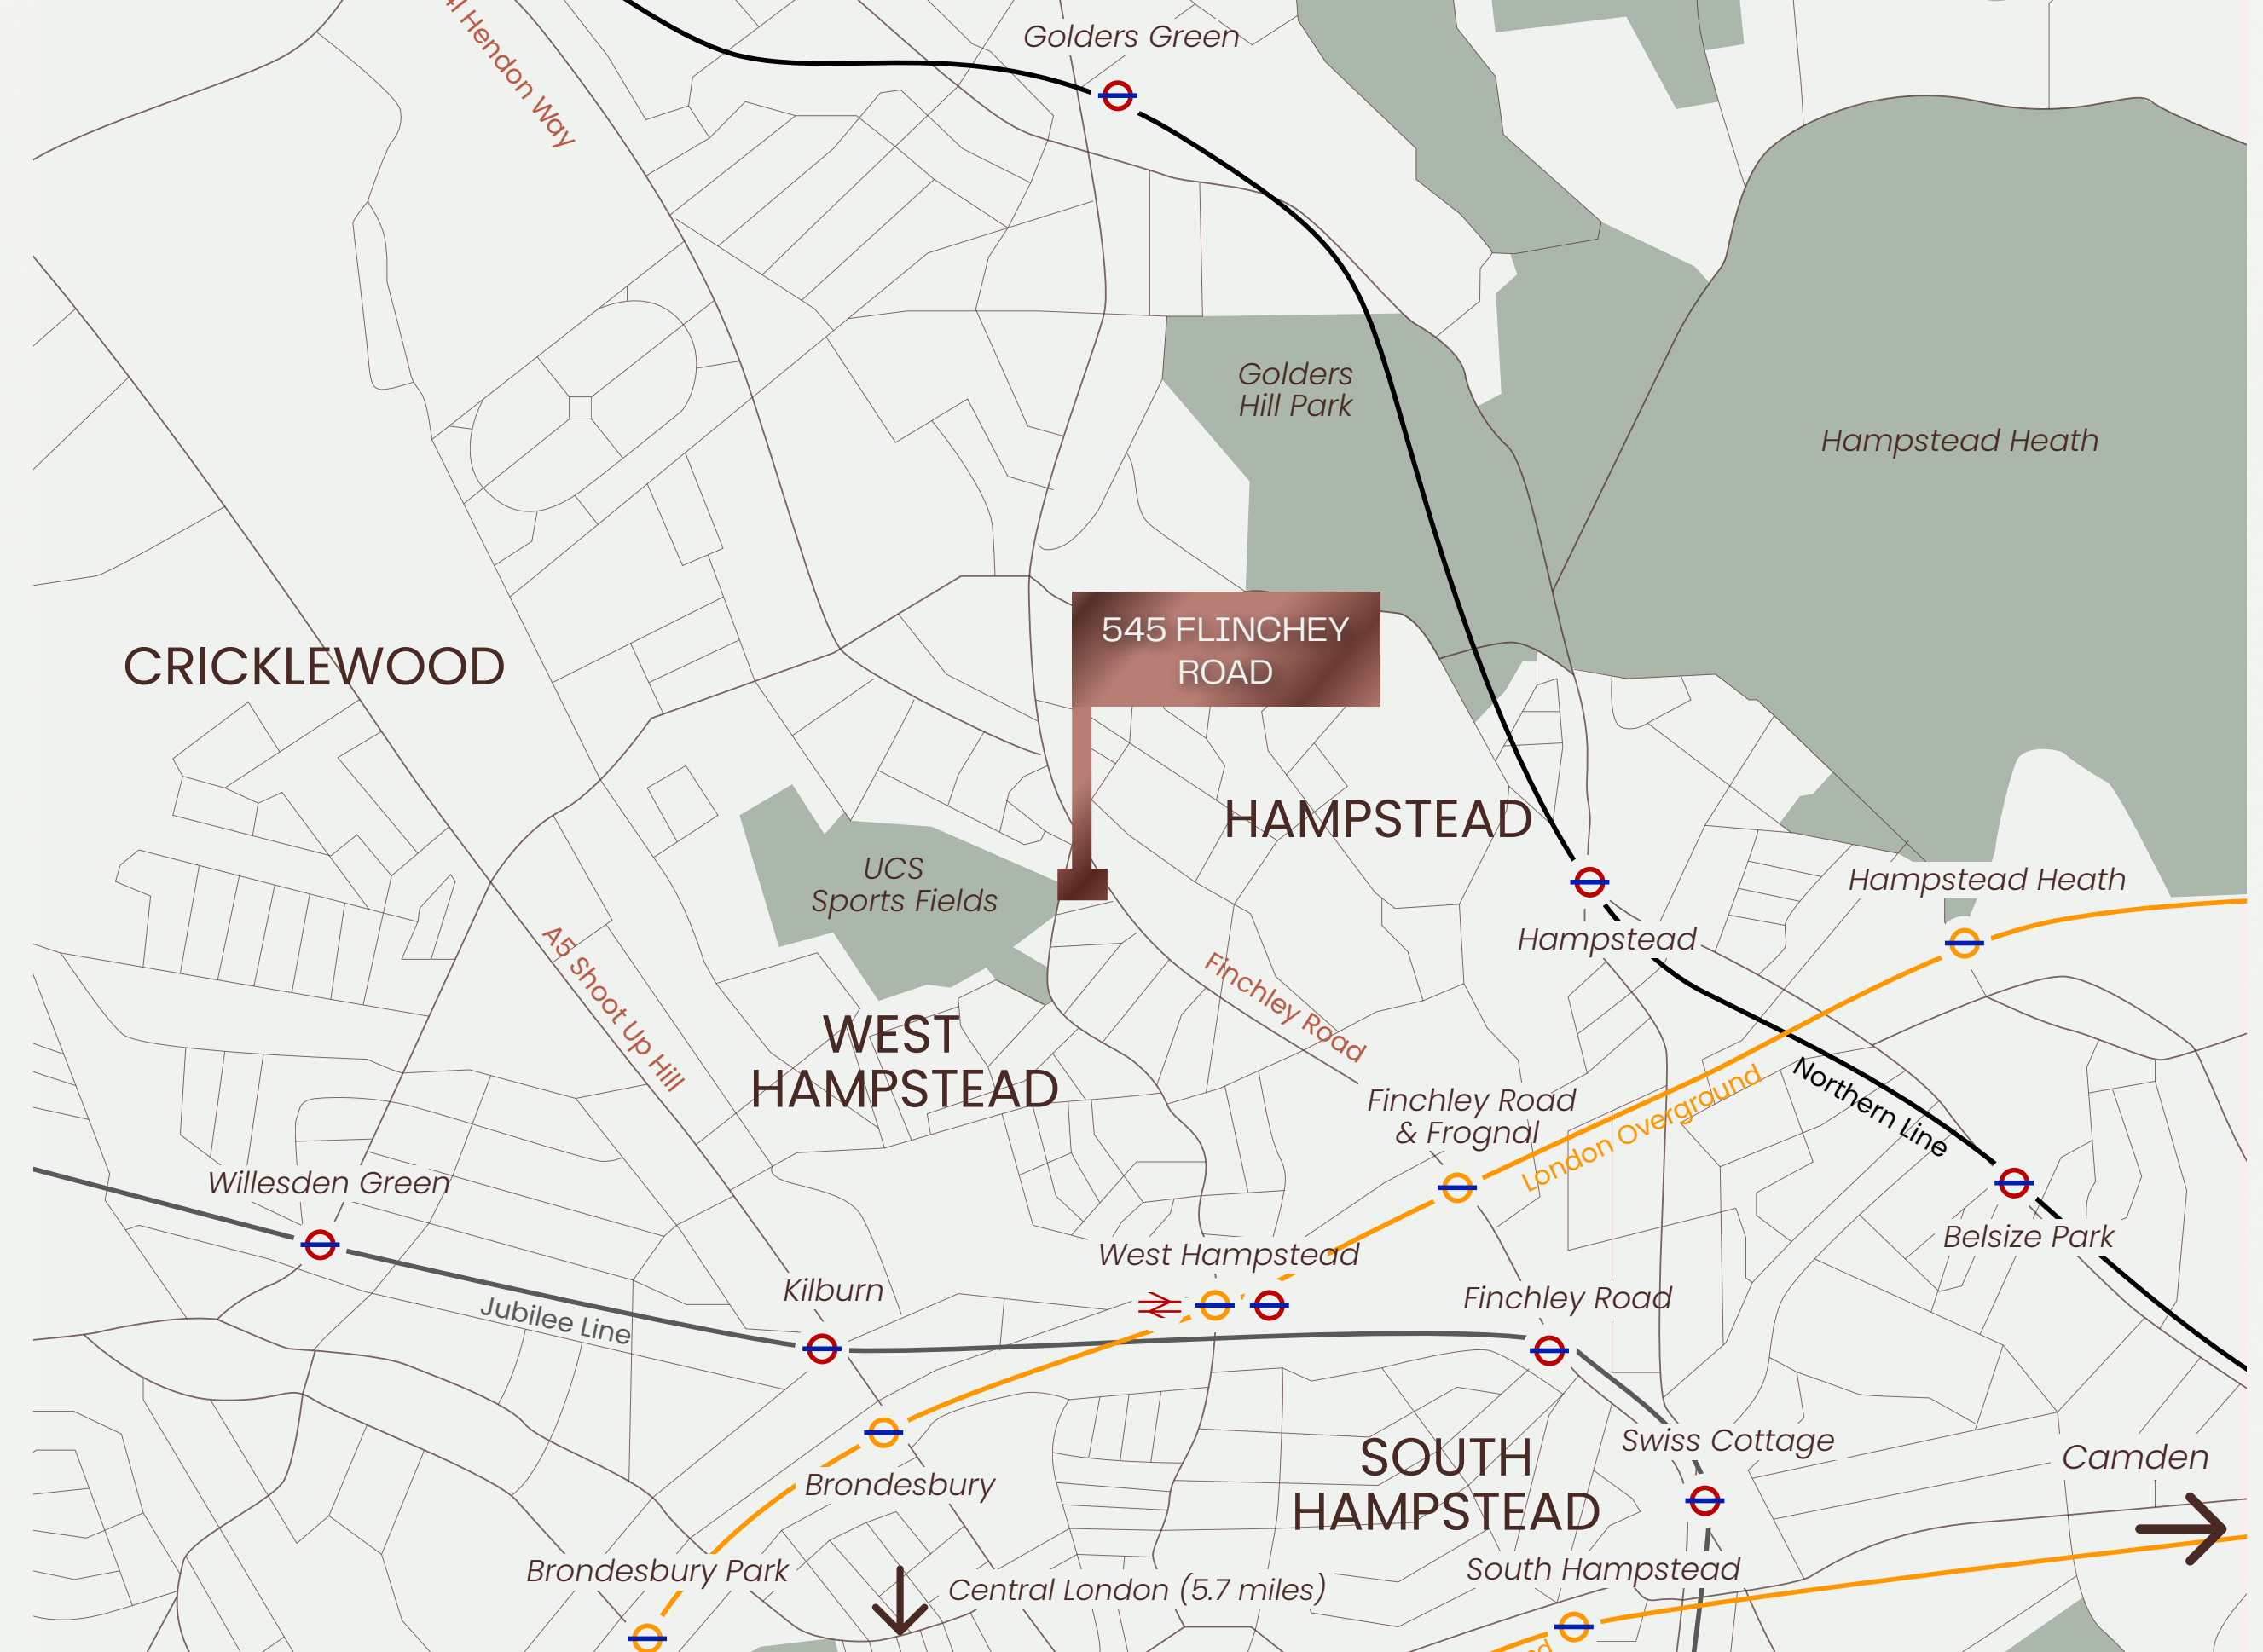 41 Hendon Way
Golders Green
Golders
Hill Park
Hampstead Heath
545 FLINCHEY
ROAD
CRICKLEWOOD
HAMPSTEAD
UCS
Sports Fields
Hampstead Heath
Hampstead
A5 Shoot Up Hill
Finchley Road
WEST
HAMPSTEAD
Finchley Road
& Frognal
London Overground
Northern Line
Willesden Green
Belsize Park
West Hampstead
Kilburn
Finchley Road
Jubilee Line
Swiss Cottage
SOUTH
HAMPSTEAD
Camden
Brondesbury
Brondesbury Park
Central London (5.7 miles)
South Hampstead